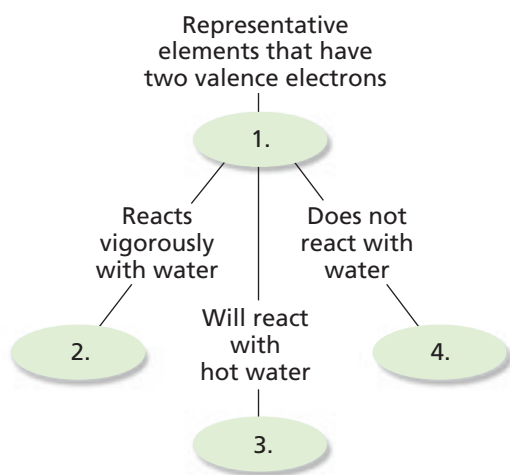 Representative
elements that have
two valence electrons
1.
Reacts
vigorously
with water
Does not
react with
water
Will react
with
hot water
2.
4.
3.